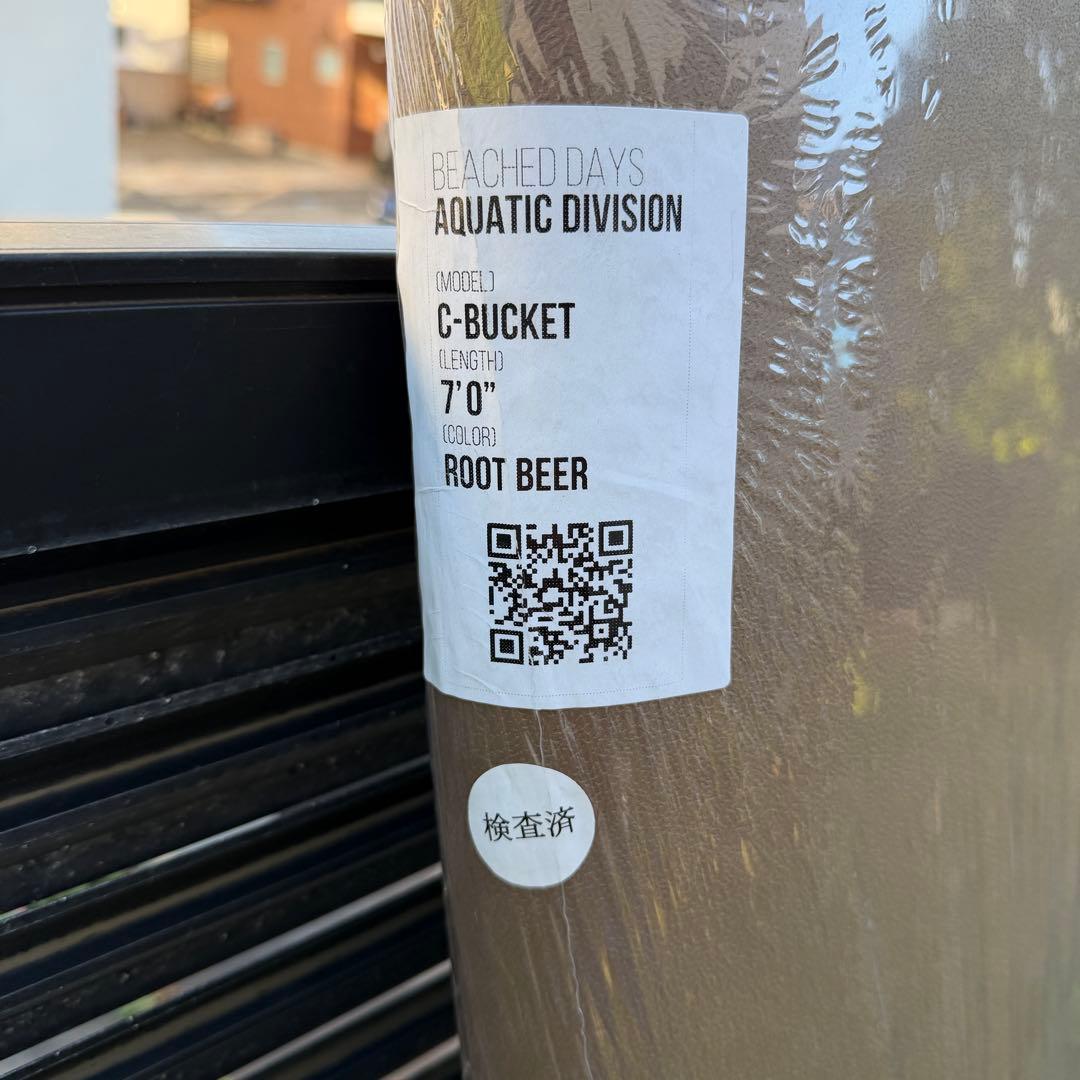 BEACHED DAYS
AQUATIC DIVISION
(MODEL)
C-BUCKET
(LENGTH)
7'0"
(COLOR)
ROOT BEER
検査済